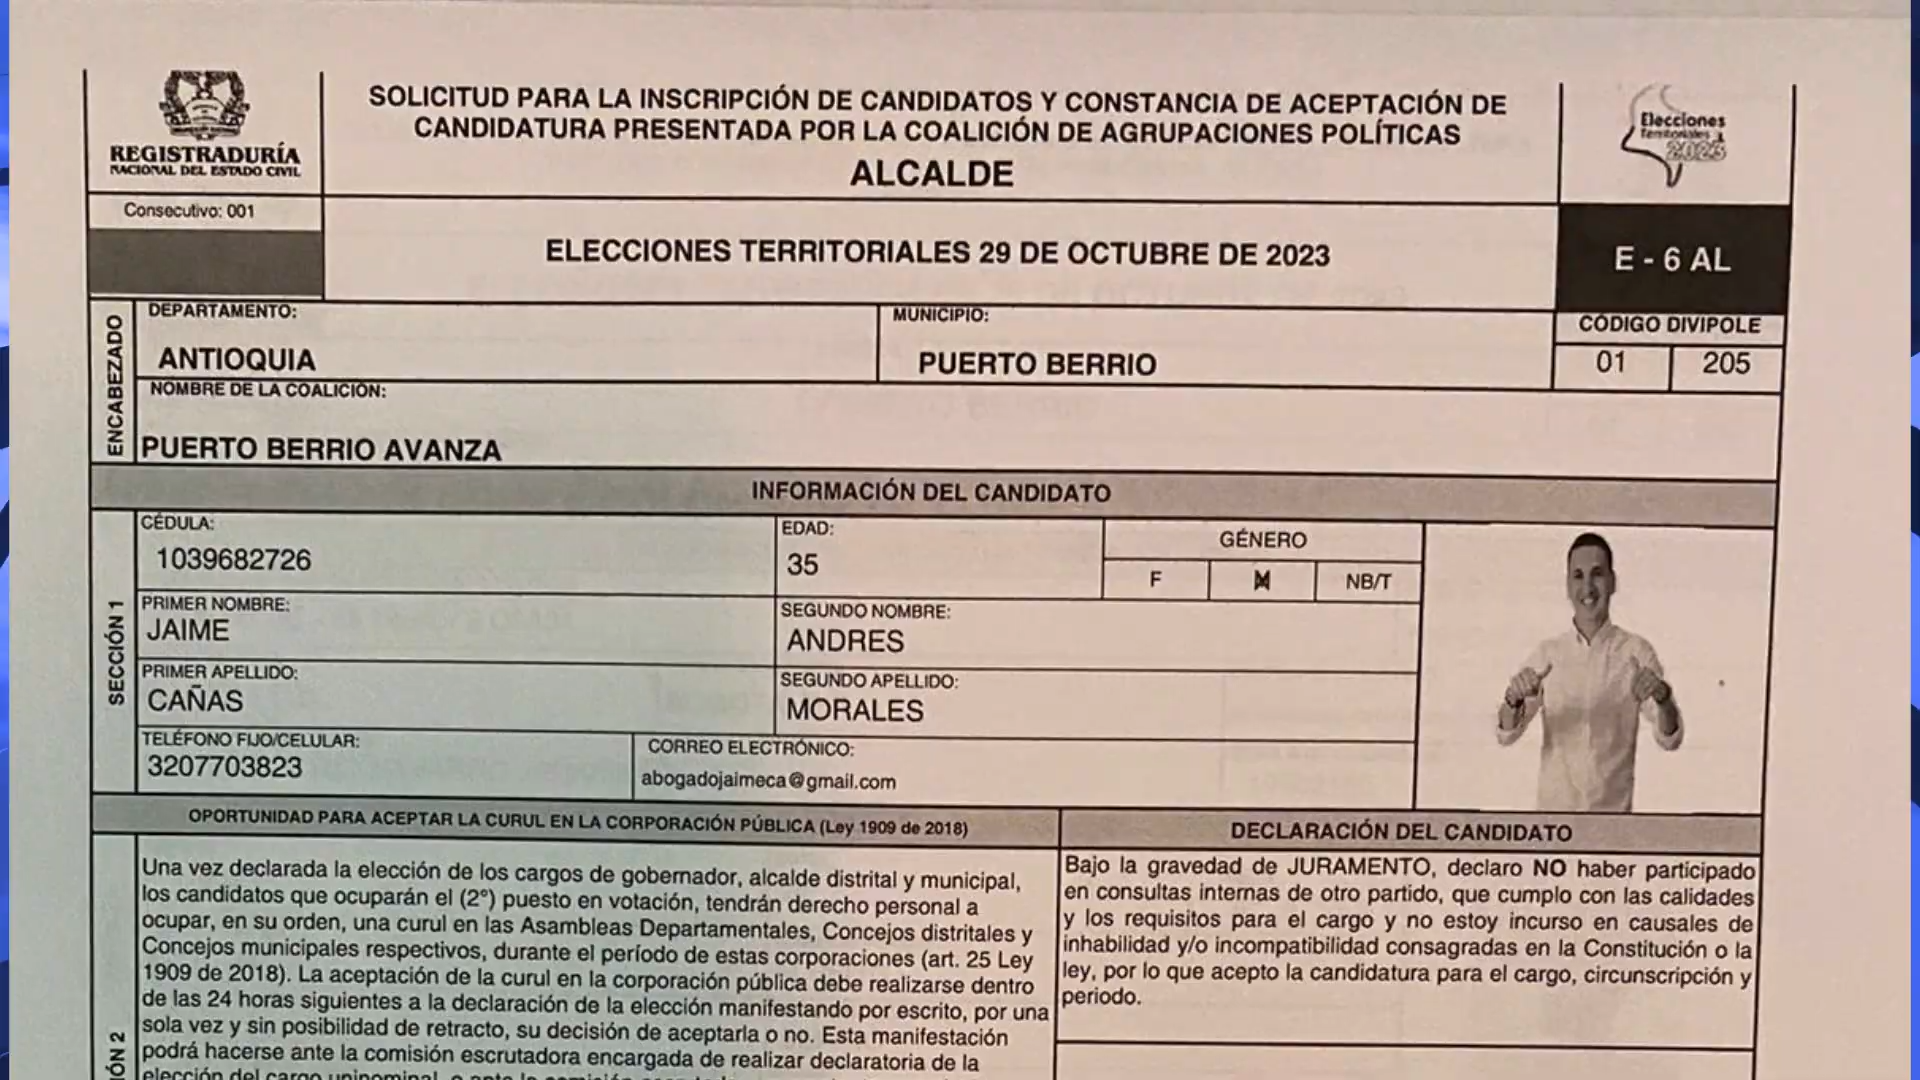 REGISTRADURÍA
NACIONAL DEL ESTADO CIVIL
SOLICITUD PARA LA INSCRIPCIÓN DE CANDIDATOS Y CONSTANCIA DE ACEPTACIÓN DE
CANDIDATURA PRESENTADA POR LA COALICIÓN DE AGRUPACIONES POLÍTICAS
ALCALDE
Elecciones
Territoriales
2023
Consecutivo: 001
ELECCIONES TERRITORIALES 29 DE OCTUBRE DE 2023
E - 6 AL
ENCABEZADO
DEPARTAMENTO:
ANTIOQUIA
MUNICIPIO:
PUERTO BERRIO
CÓDIGO DIVIPOLE
01 205
NOMBRE DE LA COALICIÓN:
PUERTO BERRIO AVANZA
INFORMACIÓN DEL CANDIDATO
SECCIÓN 1
CÉDULA:
1039682726
EDAD:
35
GÉNERO
F M NB/T
PRIMER NOMBRE:
JAIME
SEGUNDO NOMBRE:
ANDRES
PRIMER APELLIDO:
CAÑAS
SEGUNDO APELLIDO:
MORALES
TELÉFONO FIJO/CELULAR:
3207703823
CORREO ELECTRÓNICO:
abogadojaimeca@gmail.com
OPORTUNIDAD PARA ACEPTAR LA CURUL EN LA CORPORACIÓN PÚBLICA (Ley 1909 de 2018)
Una vez declarada la elección de los cargos de gobernador, alcalde distrital y municipal,
los candidatos que ocuparán el (2°) puesto en votación, tendrán derecho personal a
ocupar, en su orden, una curul en las Asambleas Departamentales, Concejos distritales y
Concejos municipales respectivos, durante el período de estas corporaciones (art. 25 Ley
1909 de 2018). La aceptación de la curul en la corporación pública debe realizarse dentro
de las 24 horas siguientes a la declaración de la elección manifestando por escrito, por una
sola vez y sin posibilidad de retracto, su decisión de aceptarla o no. Esta manifestación
podrá hacerse ante la comisión escrutadora encargada de realizar declaratoria de la
elección del cargo uninominal, o ante la
DECLARACIÓN DEL CANDIDATO
Bajo la gravedad de JURAMENTO, declaro NO haber participado
en consultas internas de otro partido, que cumplo con las calidades
y los requisitos para el cargo y no estoy incurso en causales de
inhabilidad y/o incompatibilidad consagradas en la Constitución o la
ley, por lo que acepto la candidatura para el cargo, circunscripción y
periodo.